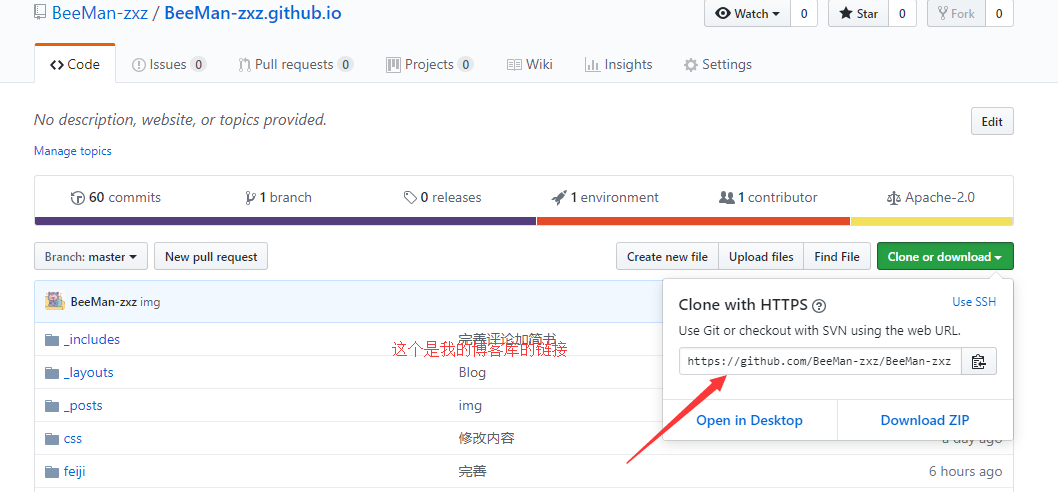 BeeMan-zxz / BeeMan-zxz.github.io
Watch 0 Star 0 Fork 0
Code Issues 0 Pull requests 0 Projects 0 Wiki Insights Settings
No description, website, or topics provided.
Edit
Manage topics
60 commits 1 branch 0 releases 1 environment 1 contributor Apache-2.0
Branch: master New pull request Create new file Upload files Find File Clone or download
BeeMan-zxz img
Clone with HTTPS ? Use SSH
Use Git or checkout with SVN using the web URL.
https://github.com/BeeMan-zxz/BeeMan-zxz
Open in Desktop Download ZIP
_includes 完善评论加简书
这个是我的博客库的链接
_layouts Blog
_posts img
css 修改内容 a day ago
feiji 完善 6 hours ago